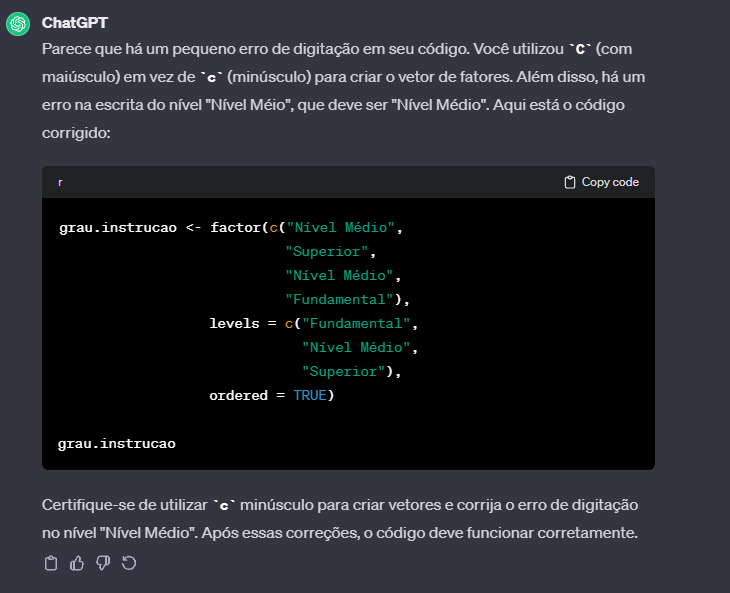 ChatGPT
Parece que há um pequeno erro de digitação em seu código. Você utilizou `C` (com
maiúsculo) em vez de `c` (minúsculo) para criar o vetor de fatores. Além disso, há um
erro na escrita do nível "Nível Méio", que deve ser "Nível Médio". Aqui está o código
corrigido:
r Copy code
grau.instrucao <- factor(c("Nível Médio",
"Superior",
"Nível Médio",
"Fundamental"),
levels = c("Fundamental",
"Nível Médio",
"Superior"),
ordered = TRUE)
grau.instrucao
Certifique-se de utilizar `c` minúsculo para criar vetores e corrija o erro de digitação
no nível "Nível Médio". Após essas correções, o código deve funcionar corretamente.